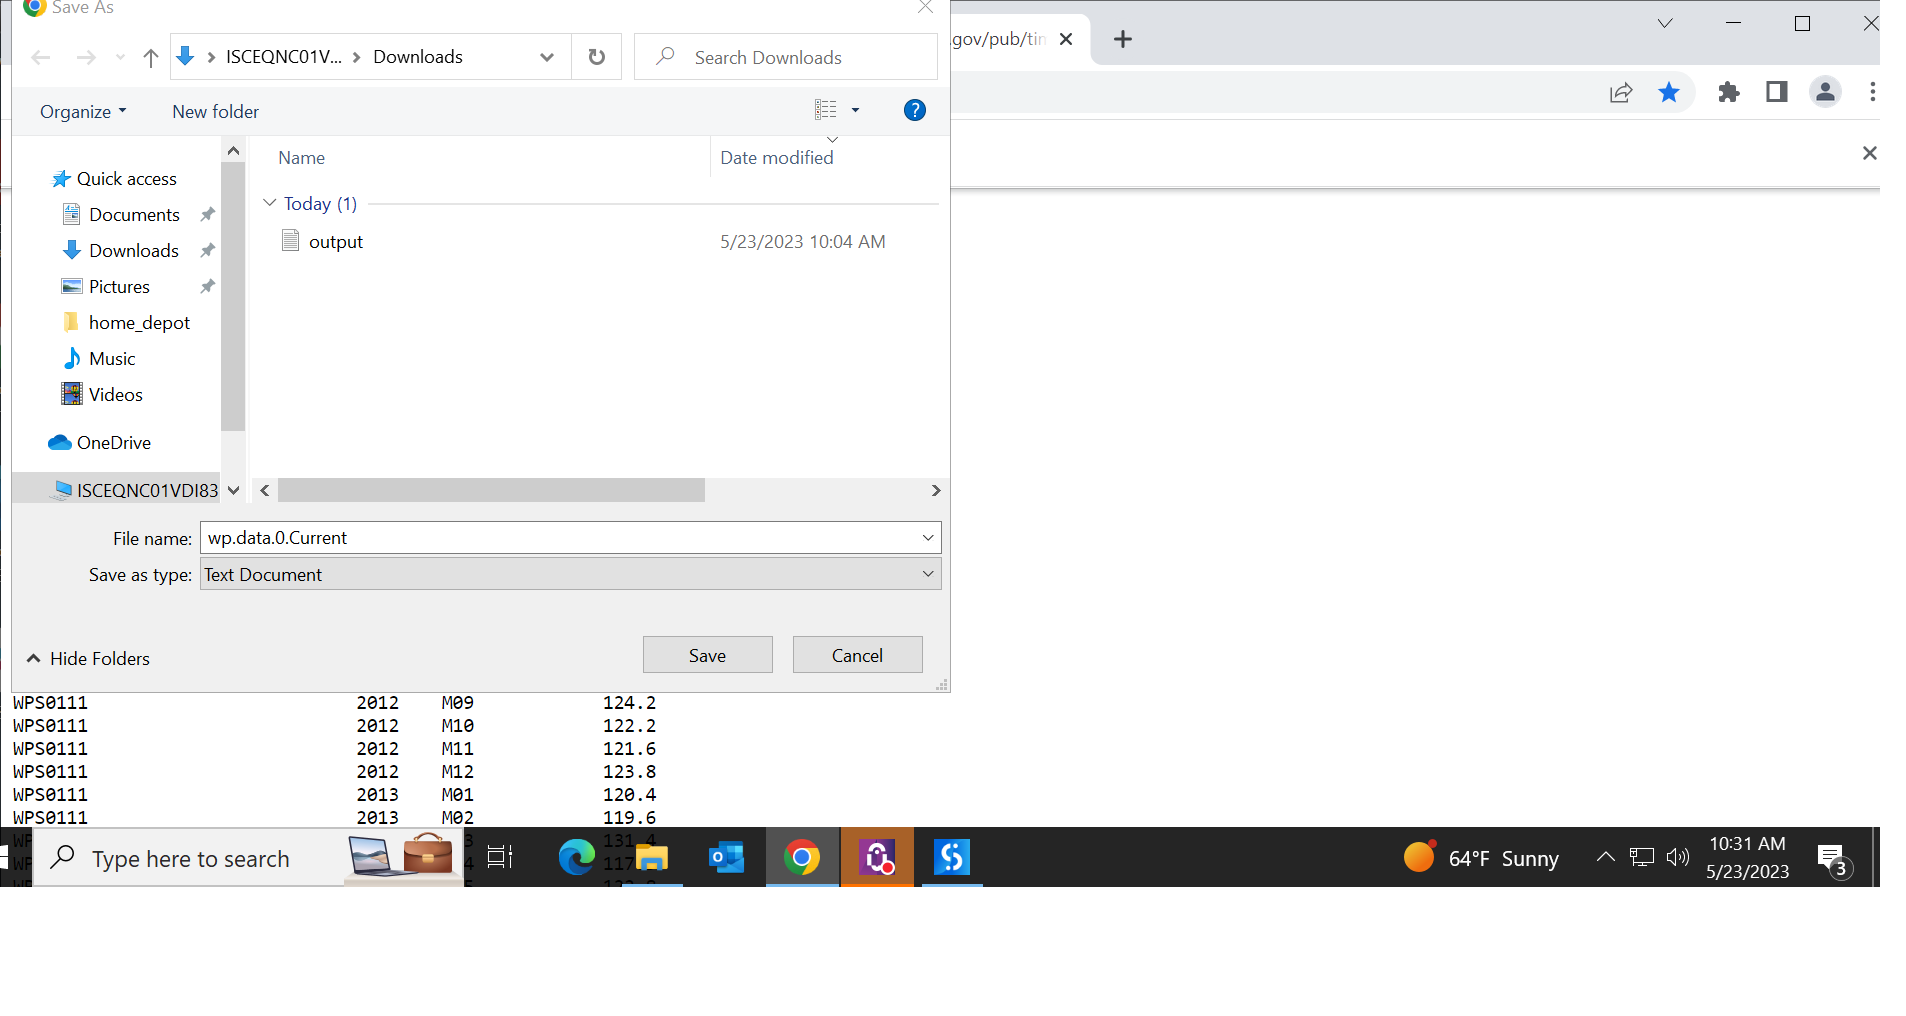 Save As
.gov/pub/tin
ISCEQNC01V... Downloads
Search Downloads
Organize
New folder
Name
Date modified
Quick access
Today (1)
Documents
output 5/23/2023 10:04 AM
Downloads
Pictures
home_depot
Music
Videos
OneDrive
ISCEQNC01VDI83
File name: wp.data.0.Current
Save as type: Text Document
Hide Folders
Save
Cancel
WPS0111 2012 M09 124.2
WPS0111 2012 M10 122.2
WPS0111 2012 M11 121.6
WPS0111 2012 M12 123.8
WPS0111 2013 M01 120.4
WPS0111 2013 M02 119.6
131.4
Type here to search
64°F Sunny
10:31 AM
5/23/2023
3